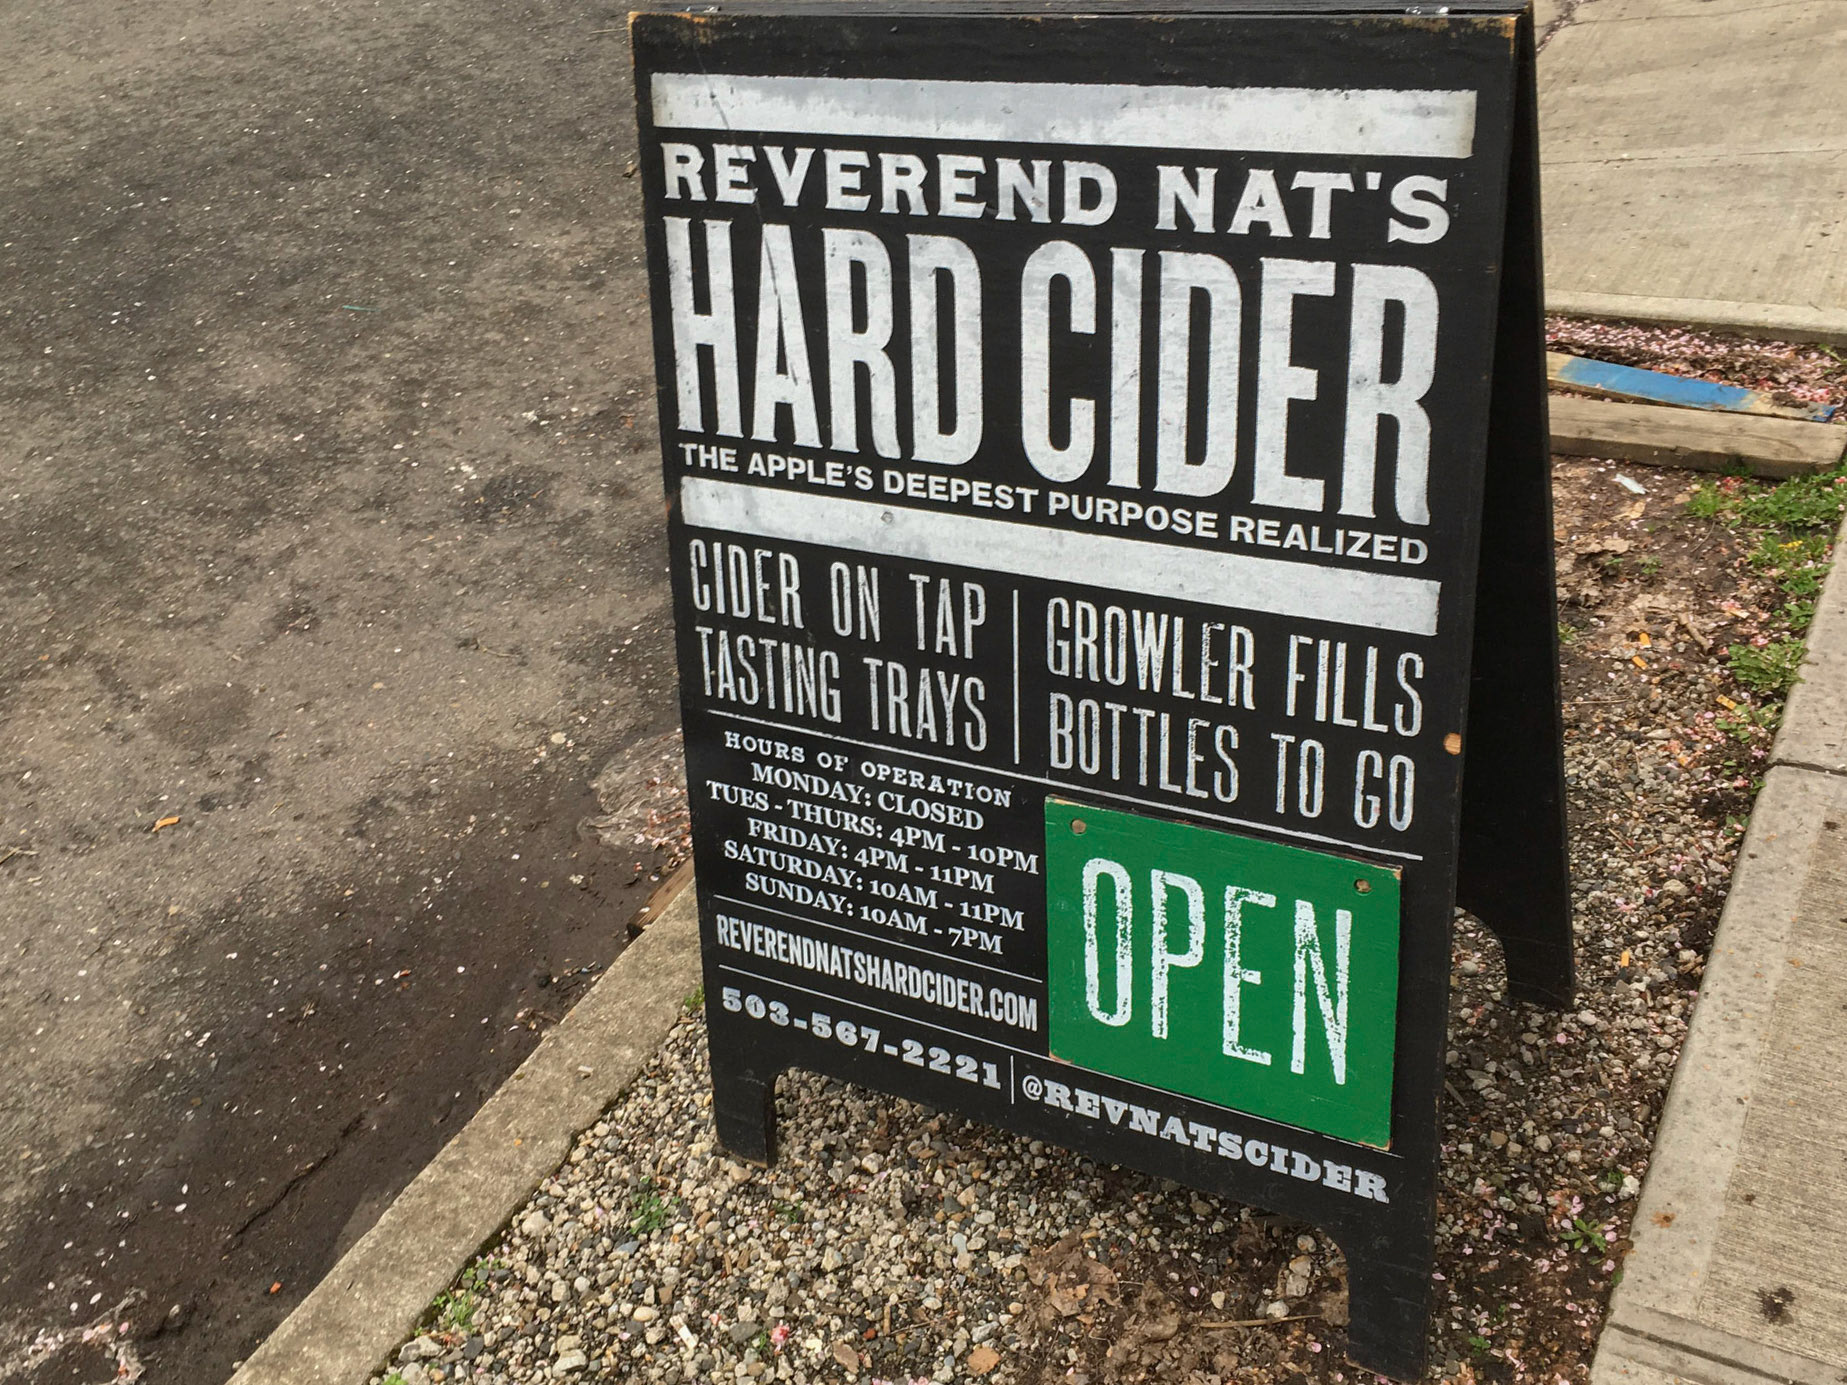 REVEREND NAT'S
HARD CIDER
THE APPLE'S DEEPEST PURPOSE REALIZED
CIDER ON TAP
TASTING TRAYS
GROWLER FILLS
BOTTLES TO GO
HOURS OF OPERATION
MONDAY: CLOSED
TUES - THURS: 4PM - 10PM
FRIDAY: 4PM - 11PM
SATURDAY: 10AM - 11PM
SUNDAY: 10AM - 7PM
OPEN
REVERENDNATSHARDCIDER.COM
503-567-2221
@REVNATSCIDER